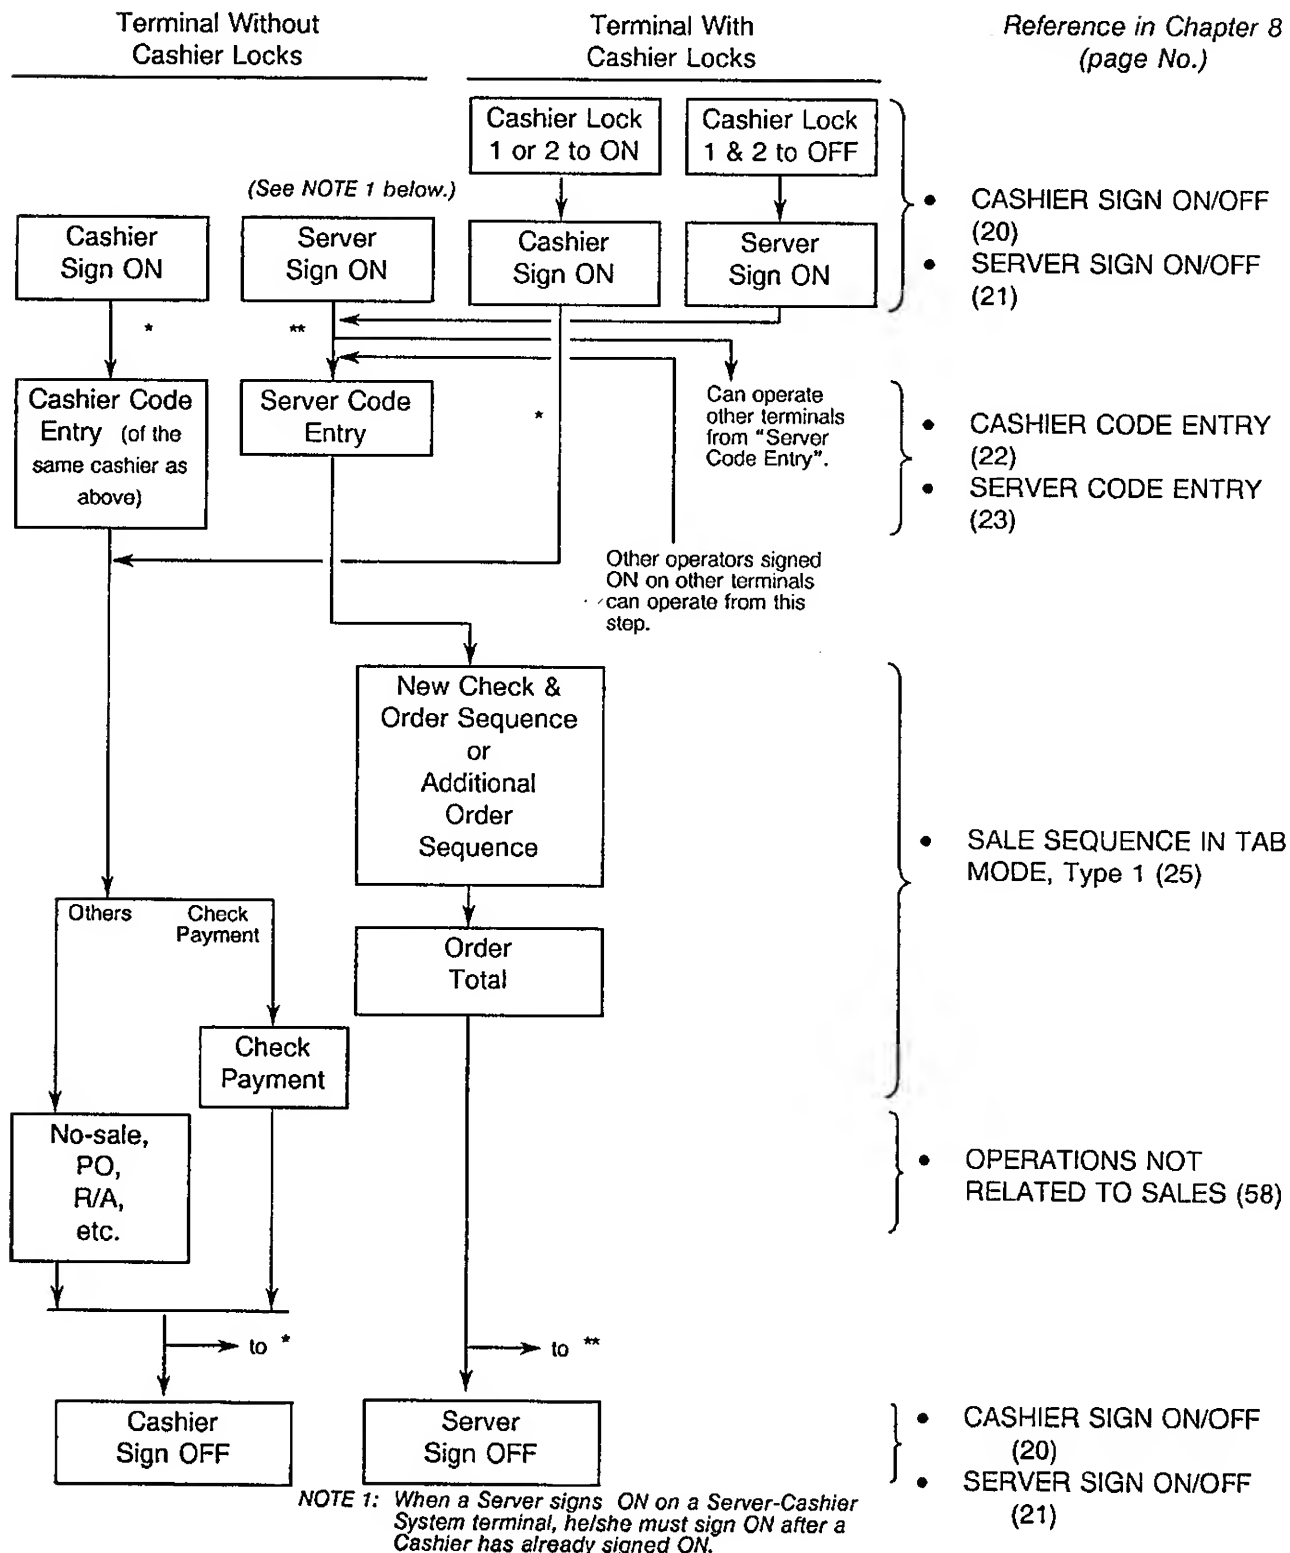 Terminal Without
Cashier Locks
Terminal With
Cashier Locks
Reference in Chapter 8
(page No.)
Cashier Lock
1 or 2 to ON
Cashier Lock
1 & 2 to OFF
(See NOTE 1 below.)
Cashier
Sign ON
Server
Sign ON
Cashier
Sign ON
Server
Sign ON
• CASHIER SIGN ON/OFF
(20)
• SERVER SIGN ON/OFF
(21)
*
**
Cashier Code
Entry (of the
same cashier as
above)
Server Code
Entry
*
Can operate
other terminals
from "Server
Code Entry".
• CASHIER CODE ENTRY
(22)
• SERVER CODE ENTRY
(23)
Other operators signed
ON on other terminals
can operate from this
step.
New Check &
Order Sequence
or
Additional
Order
Sequence
• SALE SEQUENCE IN TAB
MODE, Type 1 (25)
Others
Check
Payment
Order
Total
Check
Payment
No-sale,
PO,
R/A,
etc.
• OPERATIONS NOT
RELATED TO SALES (58)
to *
to **
Cashier
Sign OFF
Server
Sign OFF
• CASHIER SIGN ON/OFF
(20)
• SERVER SIGN ON/OFF
(21)
NOTE 1: When a Server signs ON on a Server-Cashier
System terminal, he/she must sign ON after a
Cashier has already signed ON.